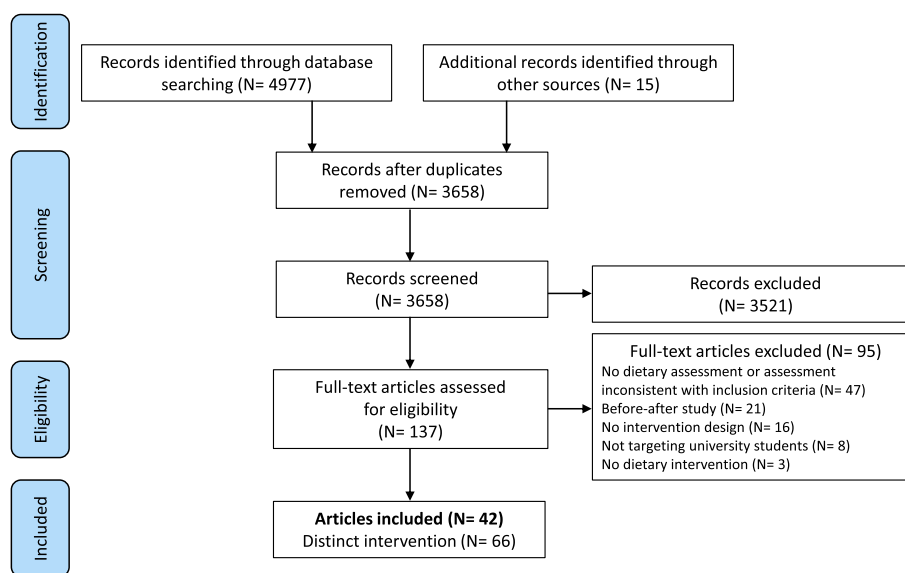 Identification
Records identified through database
searching (N= 4977)
Additional records identified through
other sources (N= 15)
Screening
Records after duplicates
removed (N= 3658)
Records screened
(N= 3658)
Records excluded
(N= 3521)
Eligibility
Full-text articles assessed
for eligibility
(N= 137)
Full-text articles excluded (N= 95)
No dietary assessment or assessment
inconsistent with inclusion criteria (N= 47)
Before-after study (N= 21)
No intervention design (N= 16)
Not targeting university students (N= 8)
No dietary intervention (N= 3)
Included
Articles included (N= 42)
Distinct intervention (N= 66)